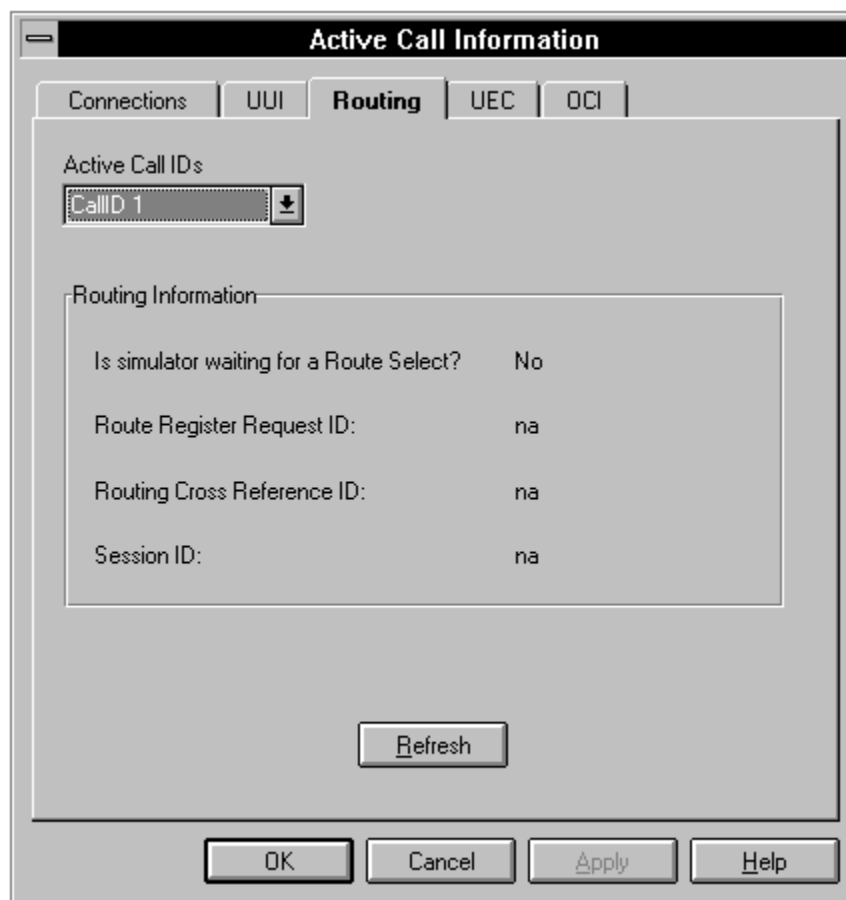 Active Call Information
Connections UUI Routing UEC OCI
Active Call IDs
CallID 1
Routing Information
Is simulator waiting for a Route Select? No
Route Register Request ID: na
Routing Cross Reference ID: na
Session ID: na
Refresh
OK Cancel Apply Help